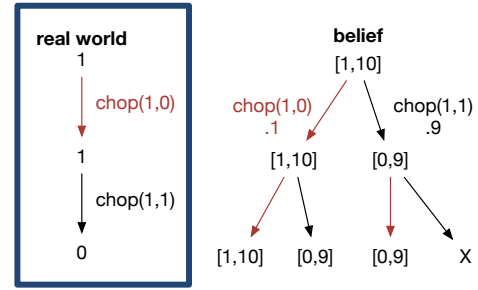 real world
1
chop(1,0)
1
chop(1,1)
0
belief
[1,10]
chop(1,0)
.1
chop(1,1)
.9
[1,10]
[0,9]
[1,10]
[0,9]
[0,9]
X